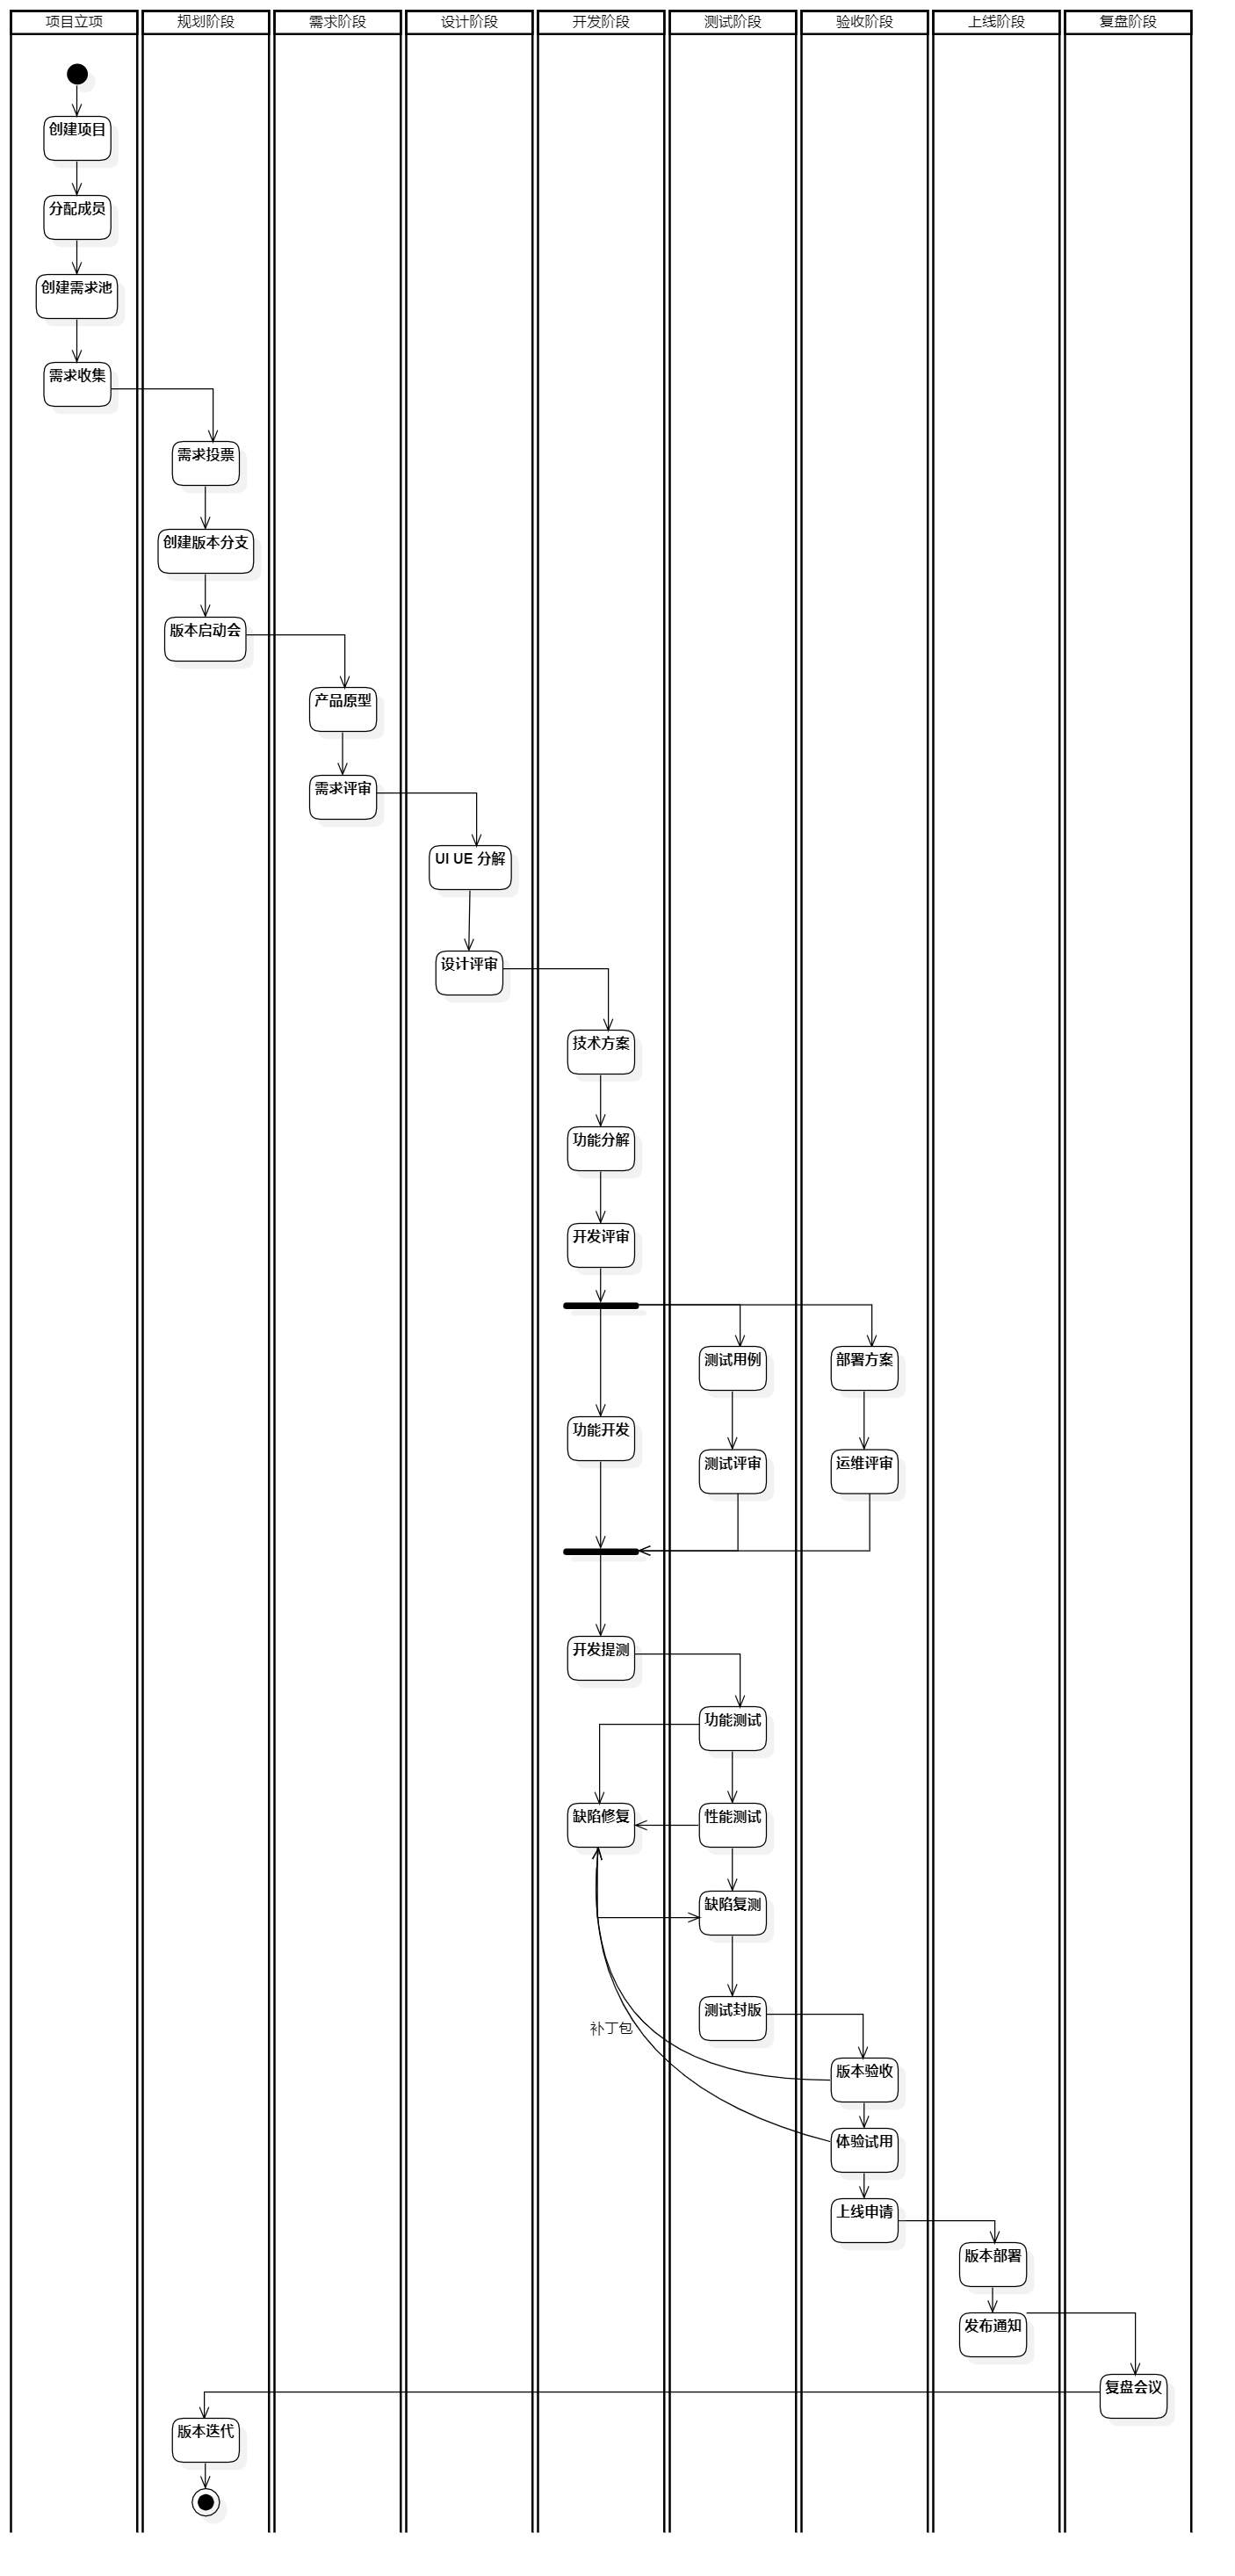 项目立项
规划阶段
需求阶段
设计阶段
开发阶段
测试阶段
验收阶段
上线阶段
复盘阶段
创建项目
分配成员
创建需求池
需求收集
需求投票
创建版本分支
版本启动会
产品原型
需求评审
UI UE 分解
设计评审
技术方案
功能分解
开发评审
测试用例
部署方案
功能开发
测试评审
运维评审
开发提测
功能测试
缺陷修复
性能测试
缺陷复测
测试封版
补丁包
版本验收
体验试用
上线申请
版本部署
发布通知
复盘会议
版本迭代